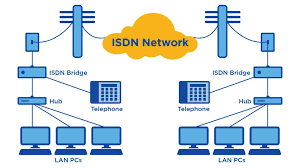 ISDN Network
ISDN Bridge
ISDN Bridge
Telephone
Telephone
Hub
Hub
LAN PCs
LAN PCs